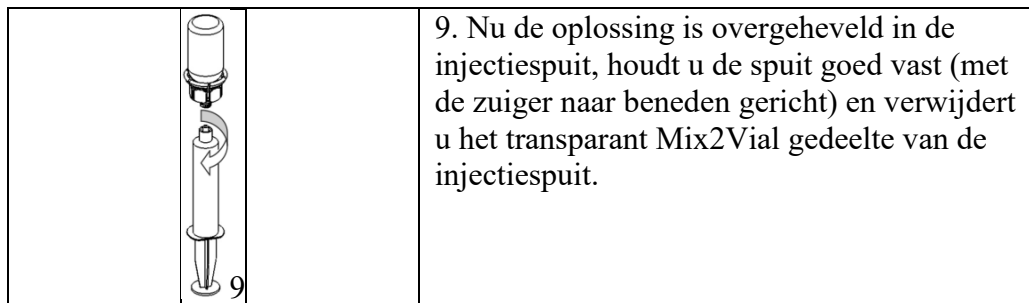 9. Nu de oplossing is overgeheveld in de
injectiespuit, houdt u de spuit goed vast (met
de zuiger naar beneden gericht) en verwijdert
u het transparant Mix2Vial gedeelte van de
injectiespuit.
9